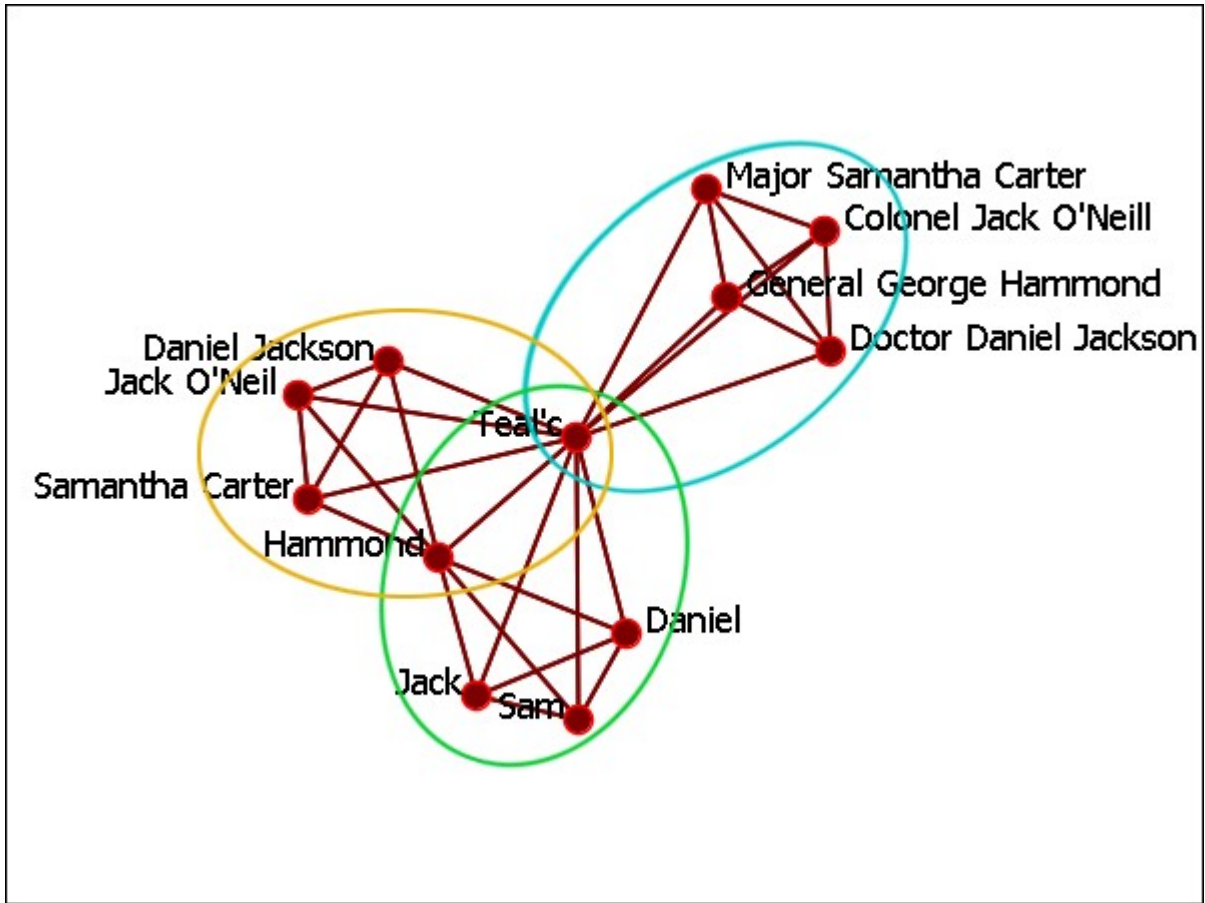 Major Samantha Carter
Colonel Jack O'Neill
General George Hammond
Doctor Daniel Jackson
Daniel Jackson
Jack O'Neil
Teal'c
Samantha Carter
Hammond
Daniel
Jack
Sam